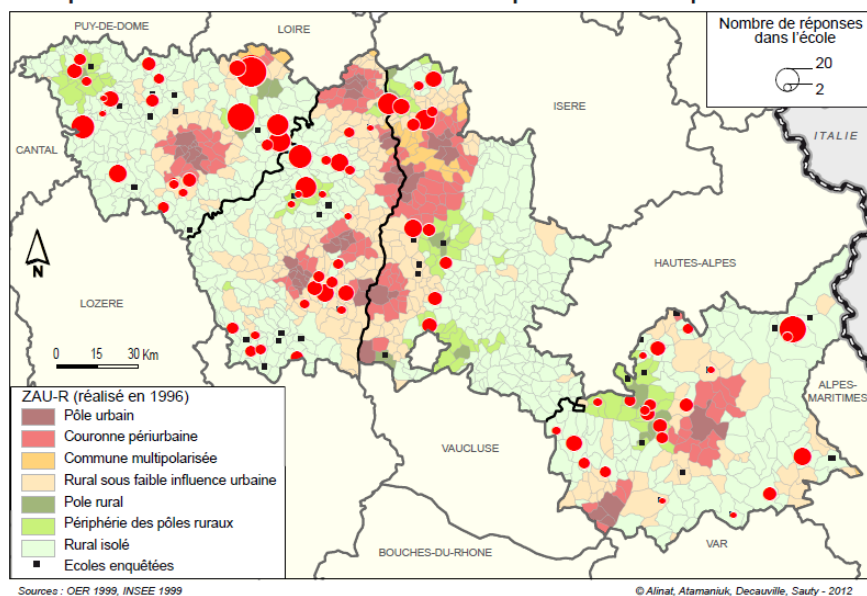 PUY-DE-DOME
LOIRE
Nombre de réponses
dans l'école
20
2
ISERE
ITALIE
CANTAL
N
HAUTES-ALPES
LOZERE
0 15 30 Km
ALPES-
MARITIMES
ZAU-R (réalisé en 1996)
Pôle urbain
Couronne périurbaine
Commune multipolarisée
Rural sous faible influence urbaine
Pole rural
Périphérie des pôles ruraux
Rural isolé
Ecoles enquêtées
VAUCLUSE
BOUCHES-DU-RHONE
VAR
Sources : OER 1999, INSEE 1999
© Alinat, Atamaniuk, Decauville, Sauty - 2012